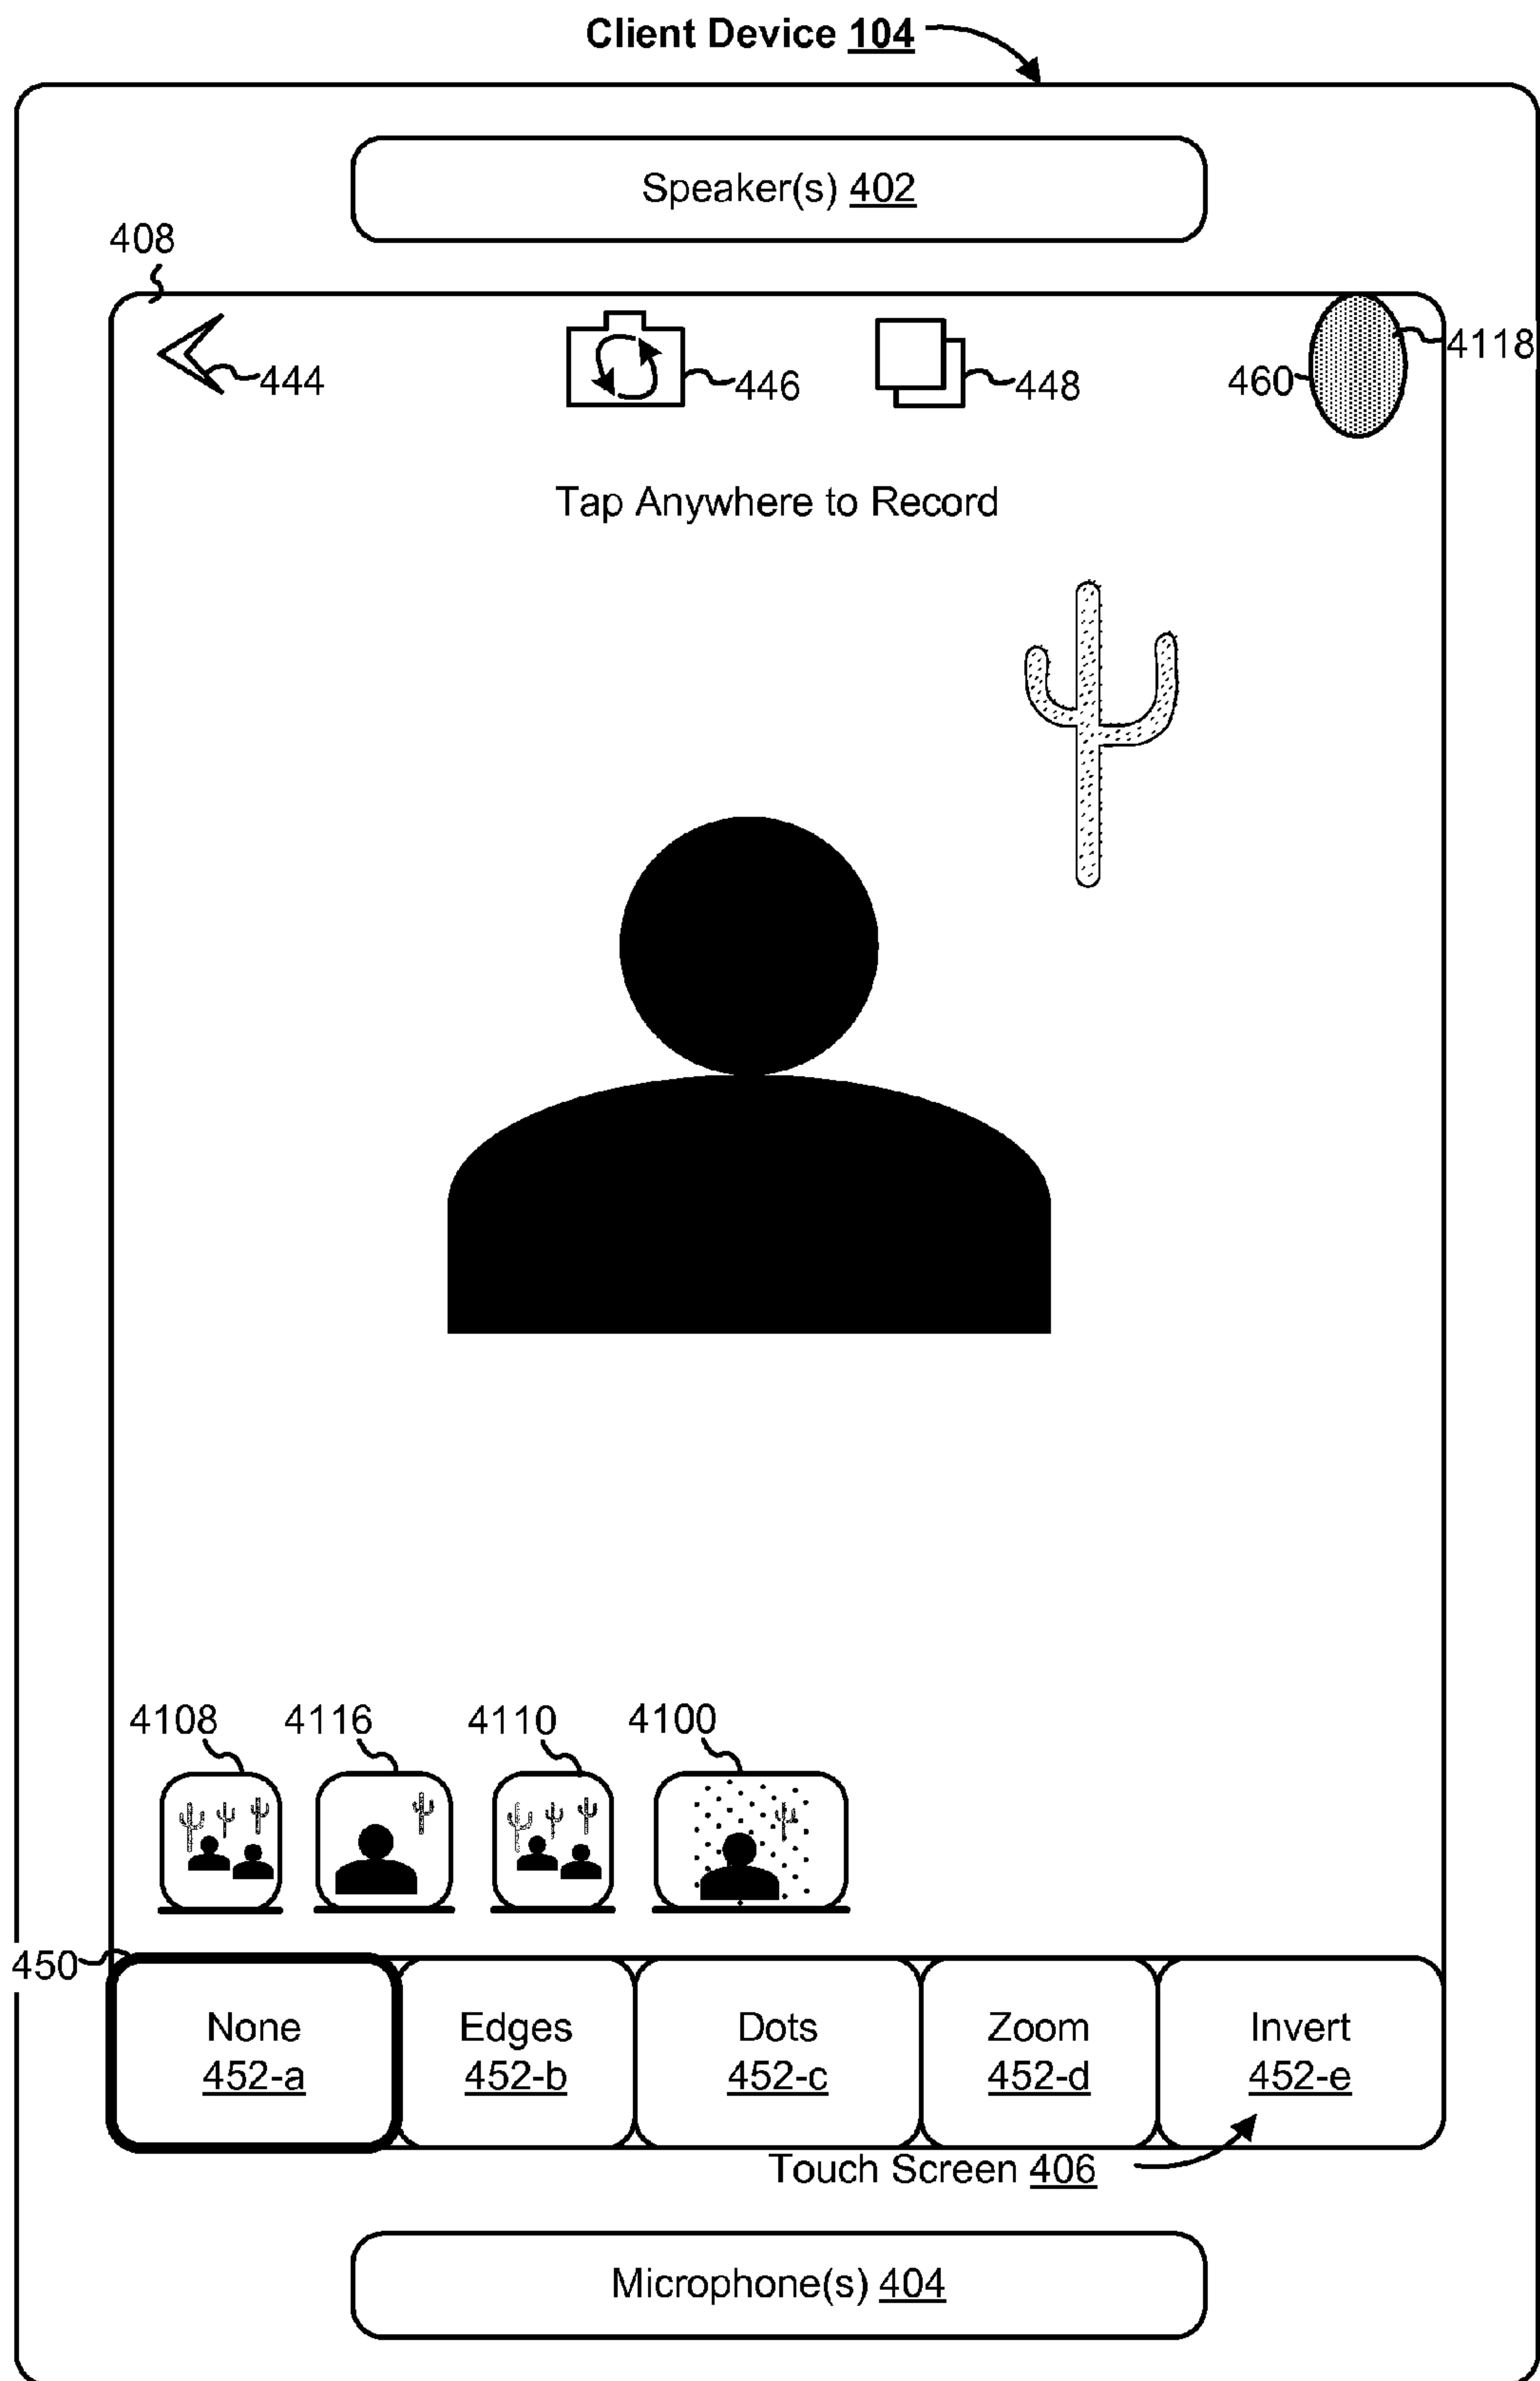 Client Device 104
Speaker(s) 402
408
444
446
448
460
4118
Tap Anywhere to Record
4108
4116
4110
4100
450
None
452-a
Edges
452-b
Dots
452-c
Zoom
452-d
Invert
452-e
Touch Screen 406
Microphone(s) 404